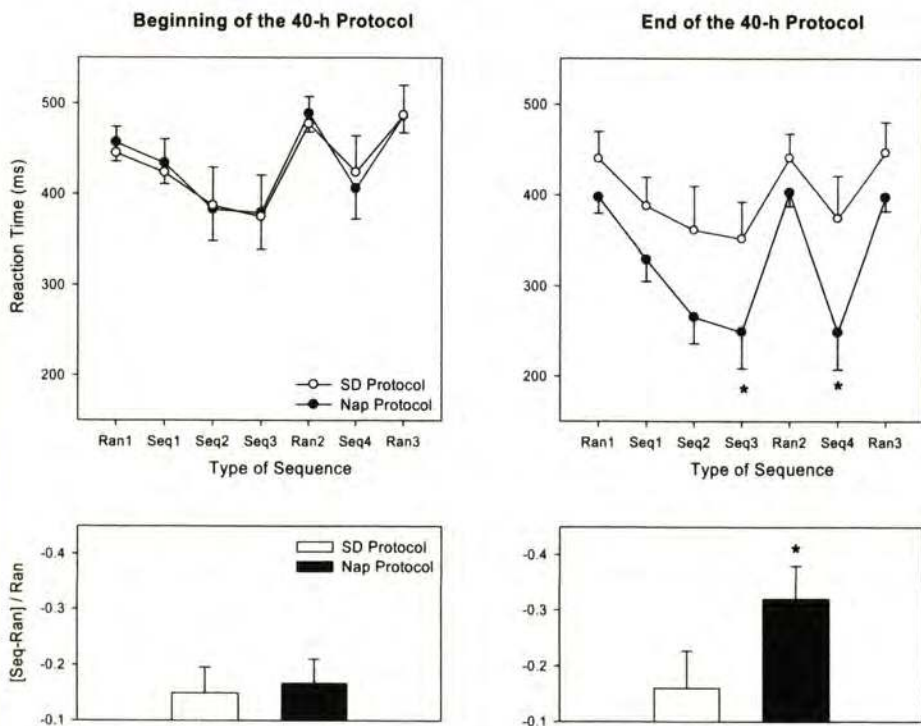 Beginning of the 40-h Protocol
500
400
300
200
Reaction Time (ms)
SD Protocol
Nap Protocol
Ran1 Seq1 Seq2 Seq3 Ran2 Seq4 Ran3
Type of Sequence
End of the 40-h Protocol
500
400
300
200
* *
Ran1 Seq1 Seq2 Seq3 Ran2 Seq4 Ran3
Type of Sequence
-0.4
-0.3
-0.2
-0.1
[Seq-Ran] / Ran
SD Protocol
Nap Protocol
-0.4
-0.3
-0.2
-0.1
*